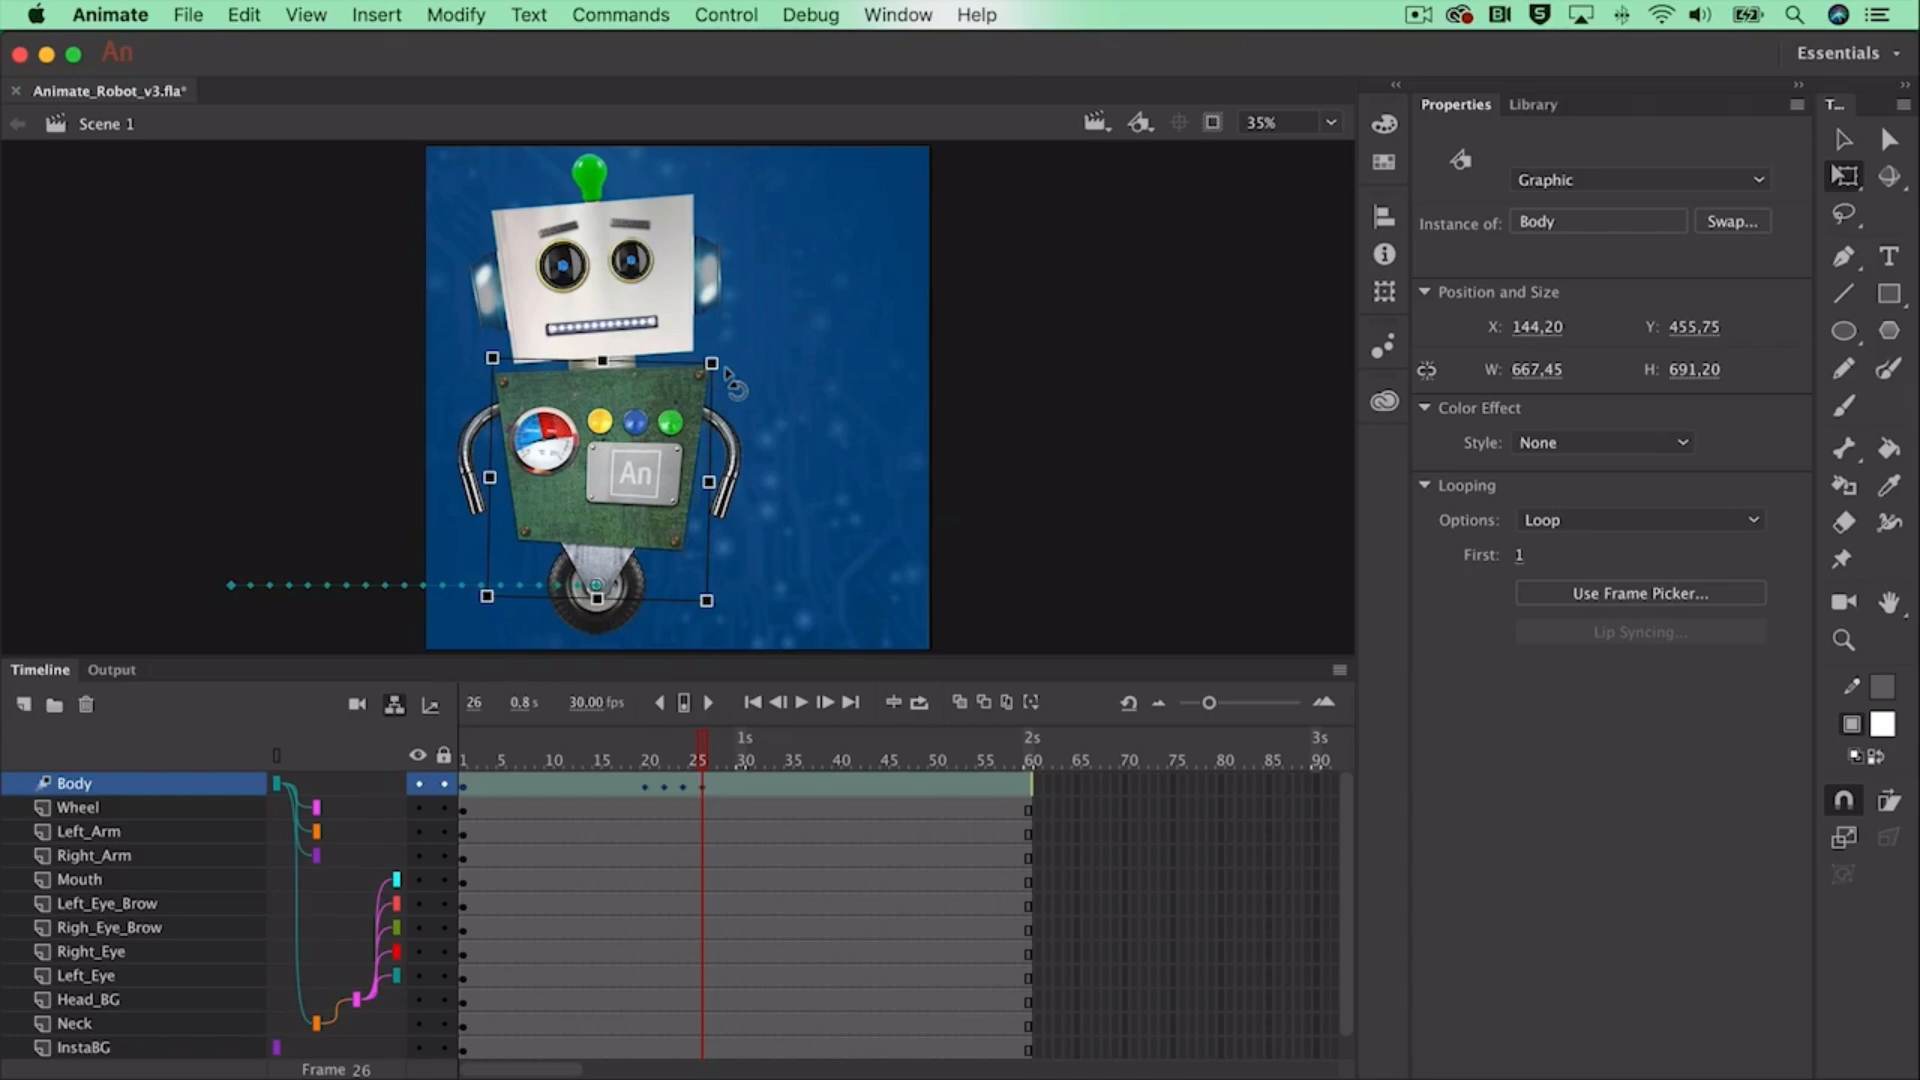 Animate File Edit View Insert Modify Text Commands Control Debug Window Help
An
Essentials
Animate_Robot_v3.fla*
Scene 1
35%
Properties Library
T...
Graphic
Instance of: Body Swap...
Position and Size
X: 144,20 Y: 455,75
W: 667,45 H: 691,20
Color Effect
Style: None
Looping
Options: Loop
First: 1
Use Frame Picker...
Lip Syncing...
An
Timeline Output
26 0,8 s 30,00 fps
1s 2s 3s
1 5 10 15 20 25 30 35 40 45 50 55 60 65 70 75 80 85 90
Body
Wheel
Left_Arm
Right_Arm
Mouth
Left_Eye_Brow
Righ_Eye_Brow
Right_Eye
Left_Eye
Head_BG
Neck
InstaBG
Frame 26